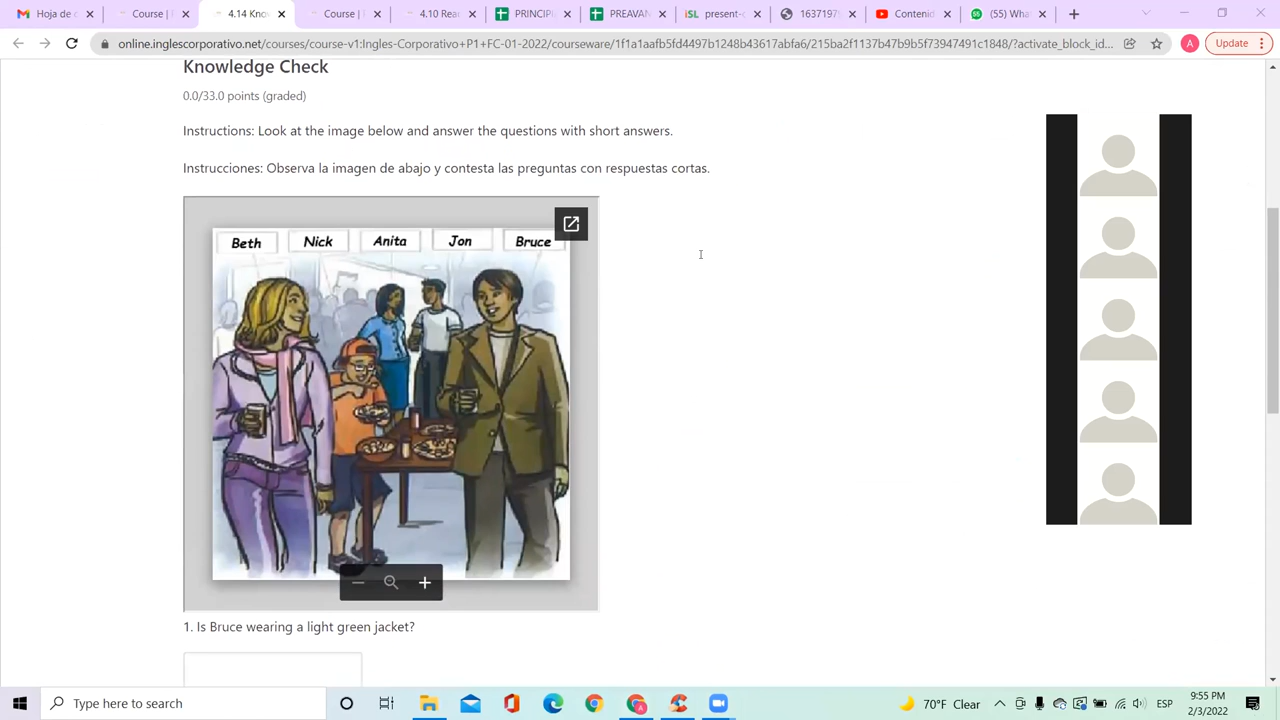 Hoja de c
Course | F
4.14 Know
Course | F
4.10 Rea
PRINCIPI
PREAVAN
iSL present-c
1637197
Contenid
(55) Wha
online.inglescorporativo.net/courses/course-v1:Ingles-Corporativo+P1+FC-01-2022/courseware/1f1a1aafb5fd4497b1248b43617abfa6/215ba2f1137b47b9b5f73947491c1848/?activate_block_id...
A
Update
Knowledge Check
0.0/33.0 points (graded)
Instructions: Look at the image below and answer the questions with short answers.
Instrucciones: Observa la imagen de abajo y contesta las preguntas con respuestas cortas.
Beth Nick Anita Jon Bruce
1. Is Bruce wearing a light green jacket?
Type here to search
70°F Clear
ESP
9:55 PM
2/3/2022